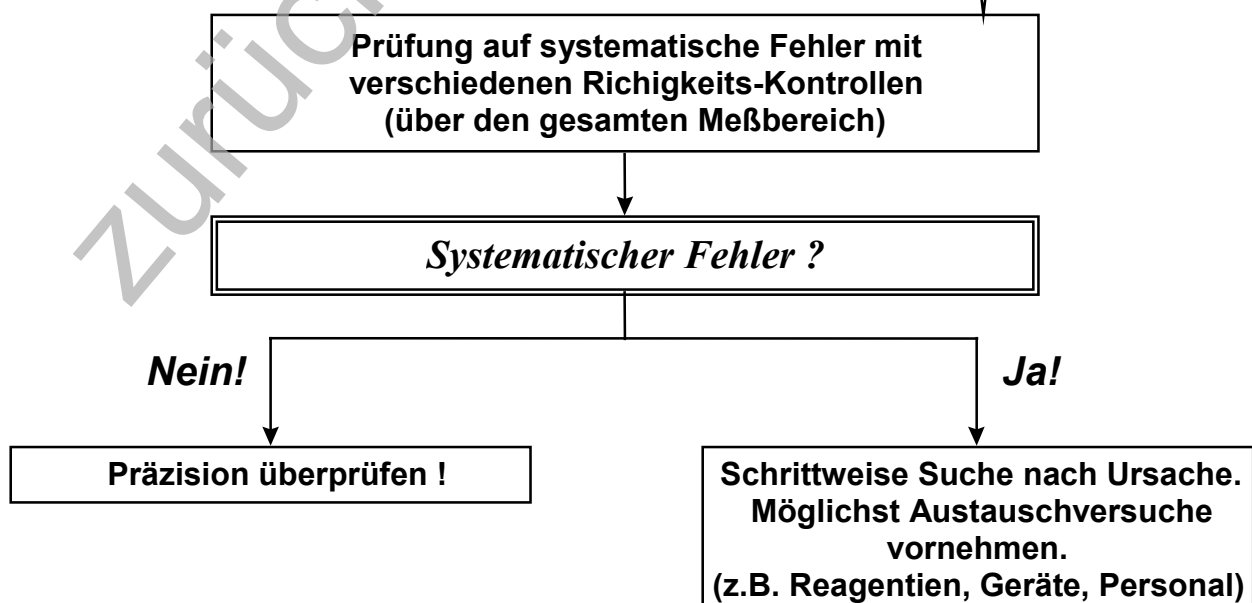 Prüfung auf systematische Fehler mit
verschiedenen Richigkeits-Kontrollen
(über den gesamten Meßbereich)
Systematischer Fehler ?
Nein!
Ja!
Präzision überprüfen !
Schrittweise Suche nach Ursache.
Möglichst Austauschversuche
vornehmen.
(z.B. Reagentien, Geräte, Personal)